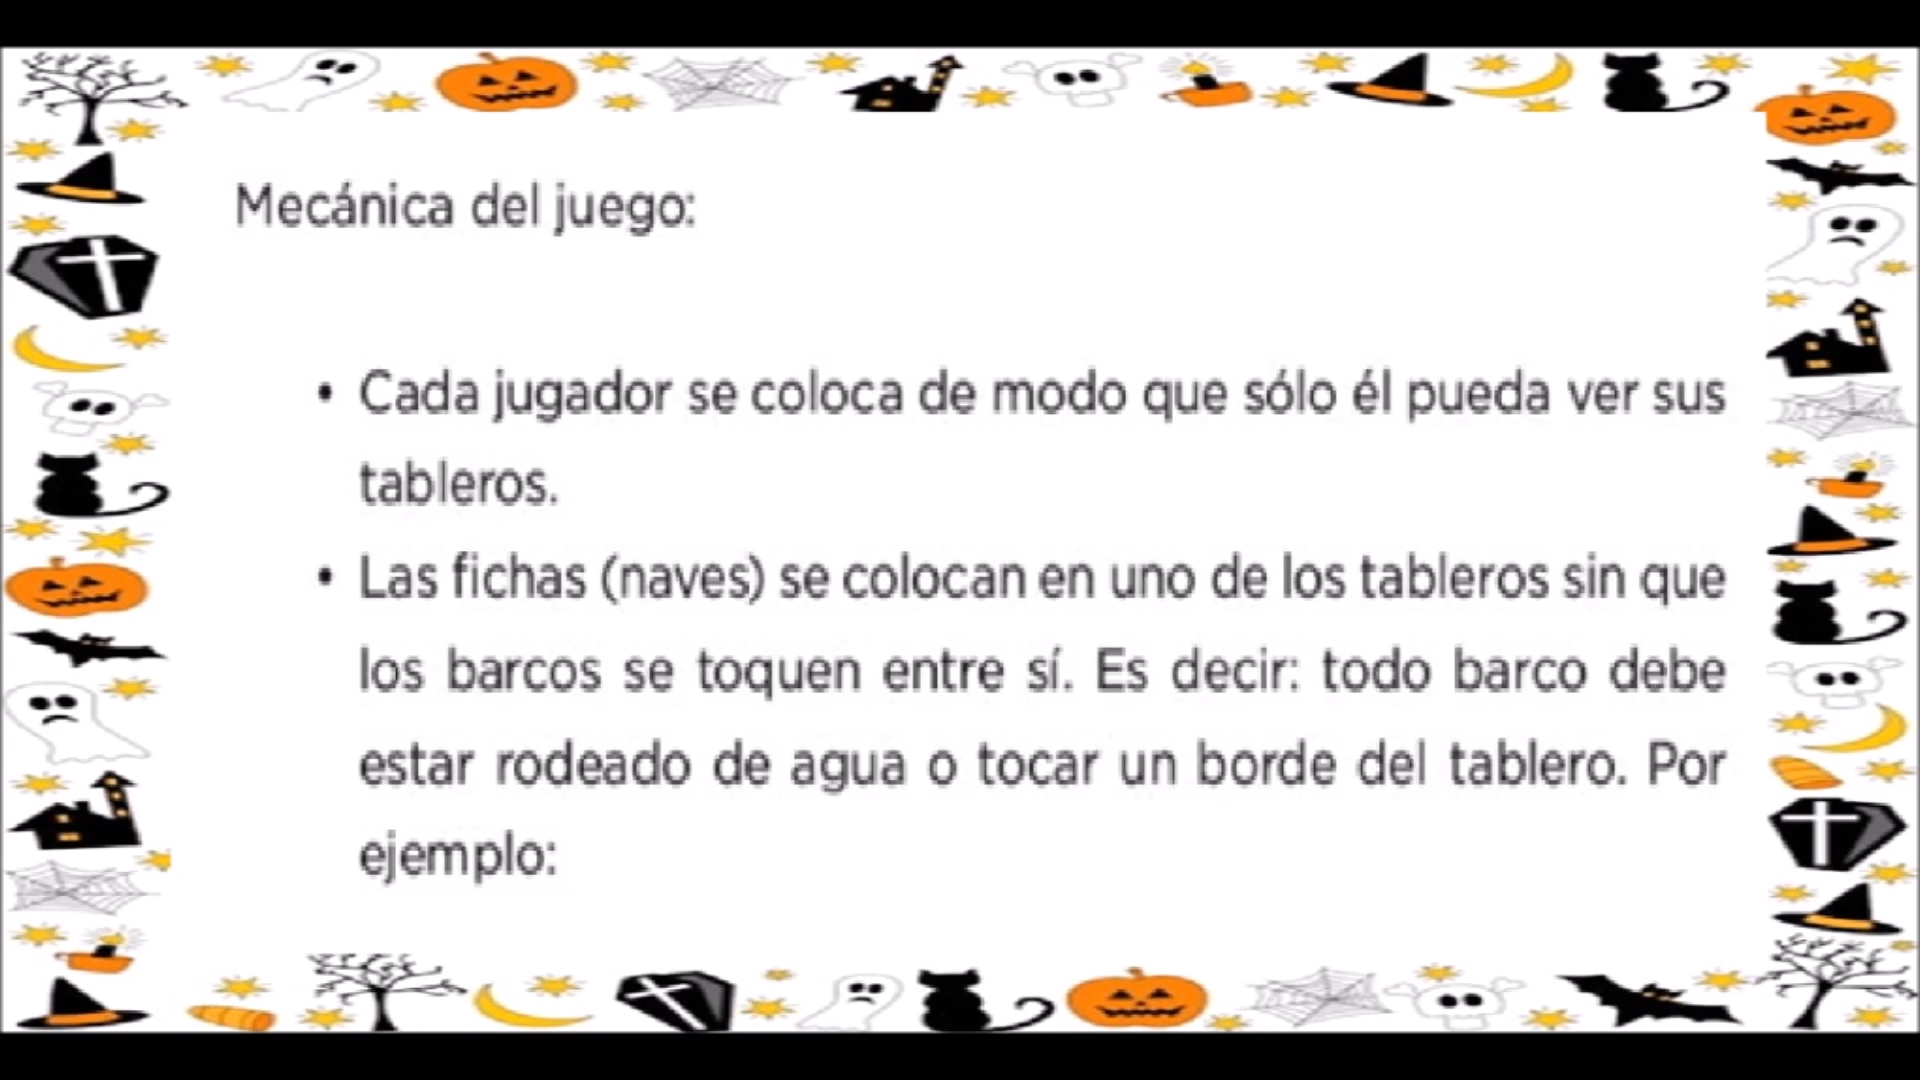 Mecánica del juego:
• Cada jugador se coloca de modo que sólo él pueda ver sus
tableros.
• Las fichas (naves) se colocan en uno de los tableros sin que
los barcos se toquen entre sí. Es decir: todo barco debe
estar rodeado de agua o tocar un borde del tablero. Por
ejemplo: